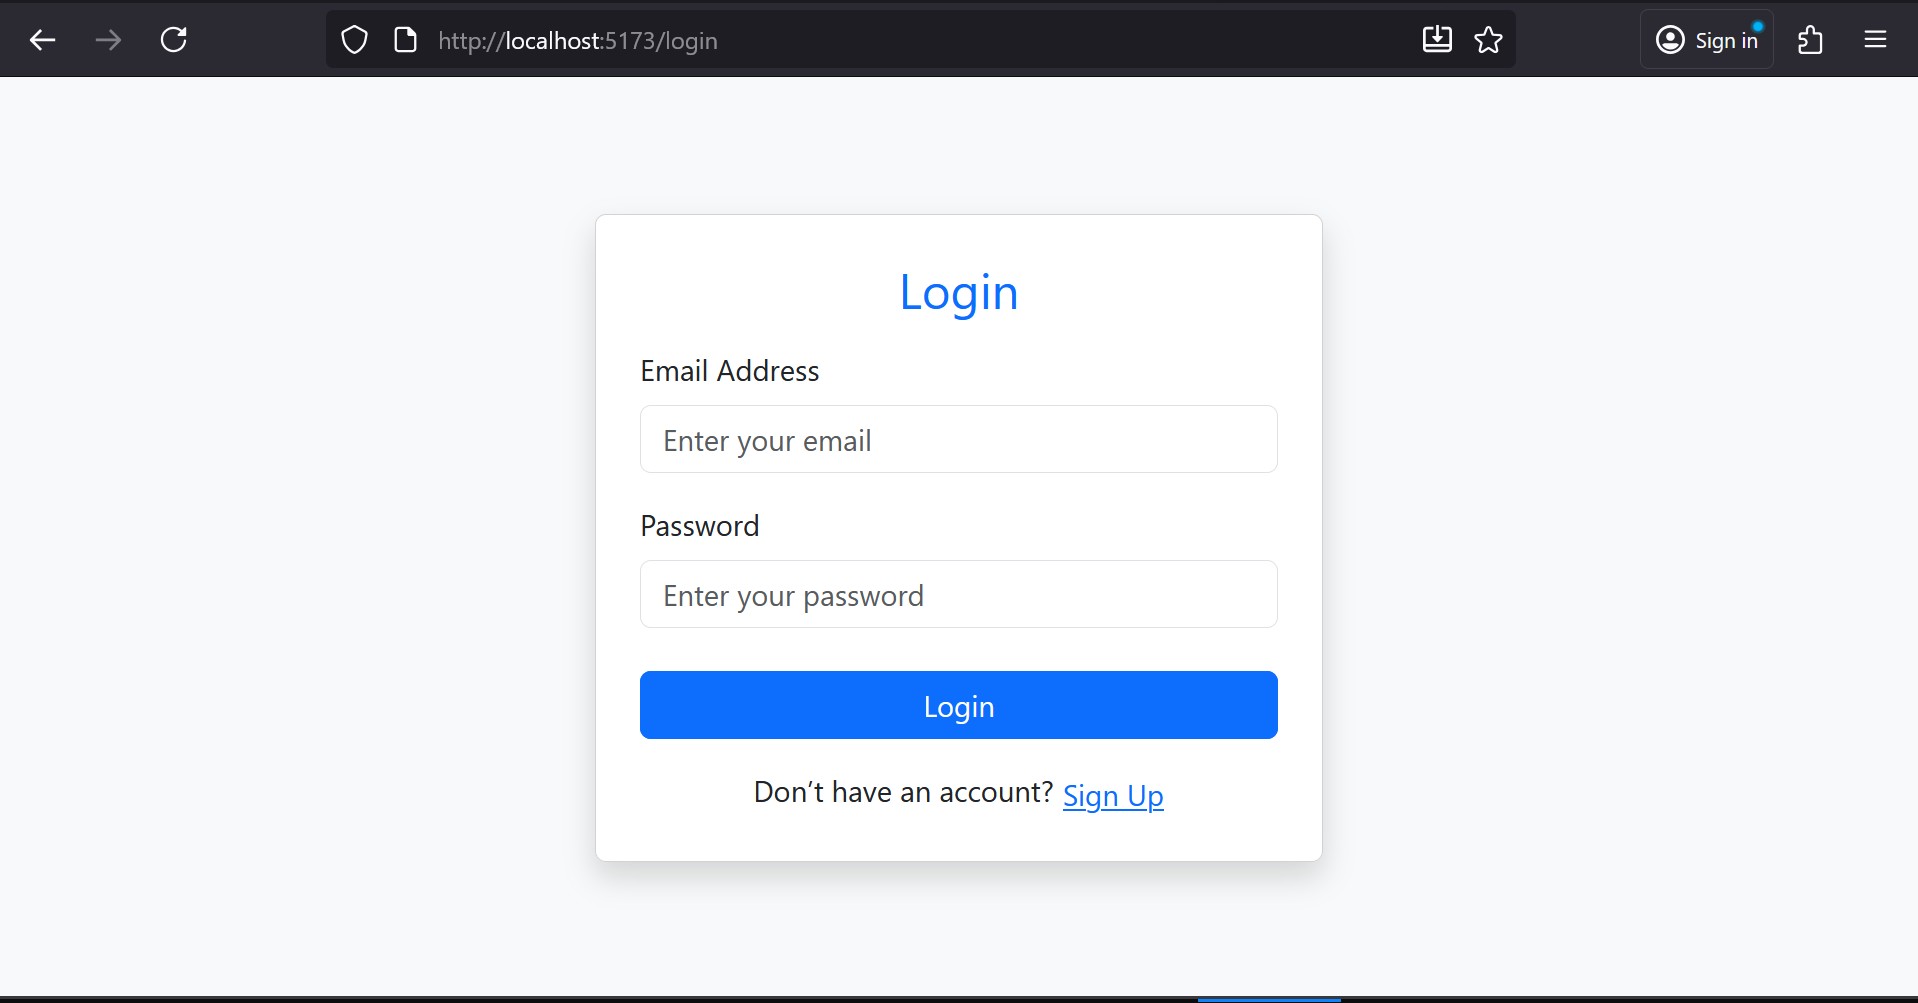 http://localhost:5173/login
Sign in
Login
Email Address
Enter your email
Password
Enter your password
Login
Don’t have an account? Sign Up